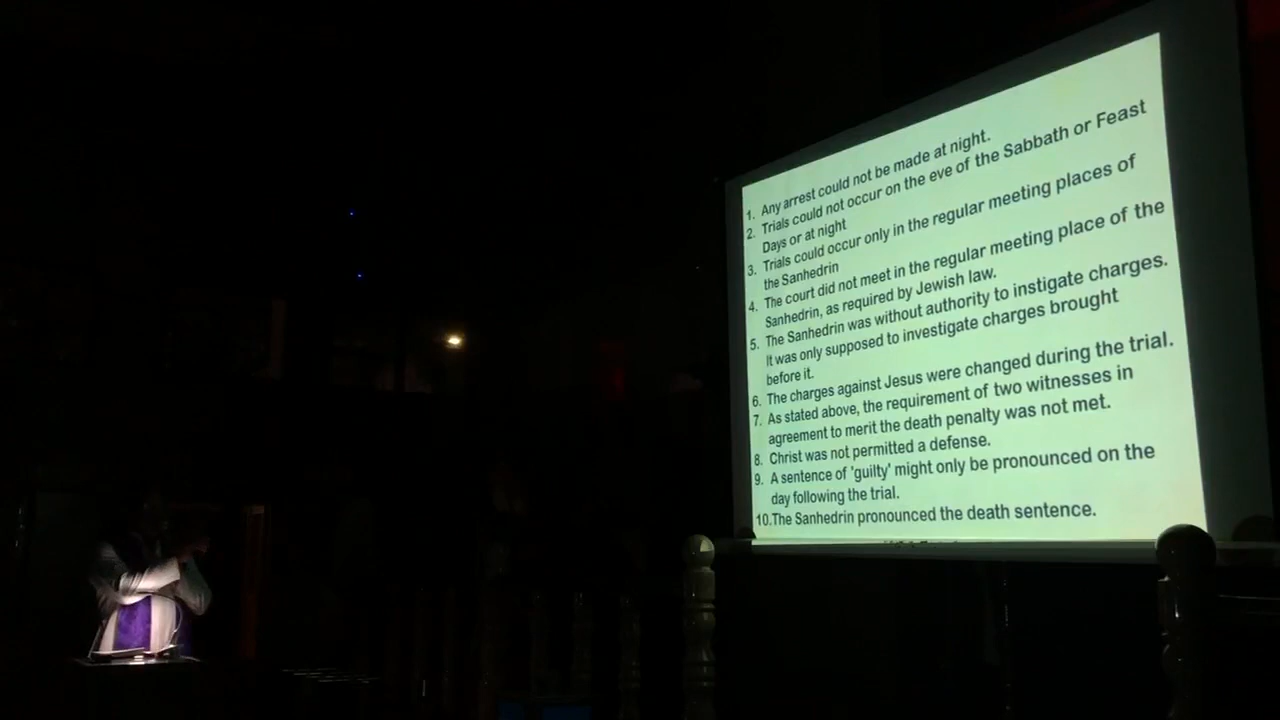 1. Any arrest could not be made at night.
2. Trials could not occur on the eve of the Sabbath or Feast
Days or at night
3. Trials could occur only in the regular meeting places of
the Sanhedrin
4. The court did not meet in the regular meeting place of the
Sanhedrin, as required by Jewish law.
5. The Sanhedrin was without authority to instigate charges.
It was only supposed to investigate charges brought
before it.
6. The charges against Jesus were changed during the trial.
7. As stated above, the requirement of two witnesses in
agreement to merit the death penalty was not met.
8. Christ was not permitted a defense.
9. A sentence of 'guilty' might only be pronounced on the
day following the trial.
10.The Sanhedrin pronounced the death sentence.